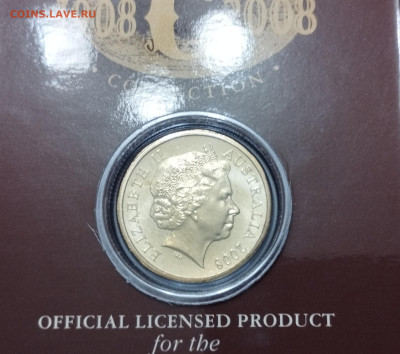 COINS.LAVE.RU
08 C 2008
COLLECTION
ELIZABETH II AUSTRALIA 2008
OFFICIAL LICENSED PRODUCT
for the